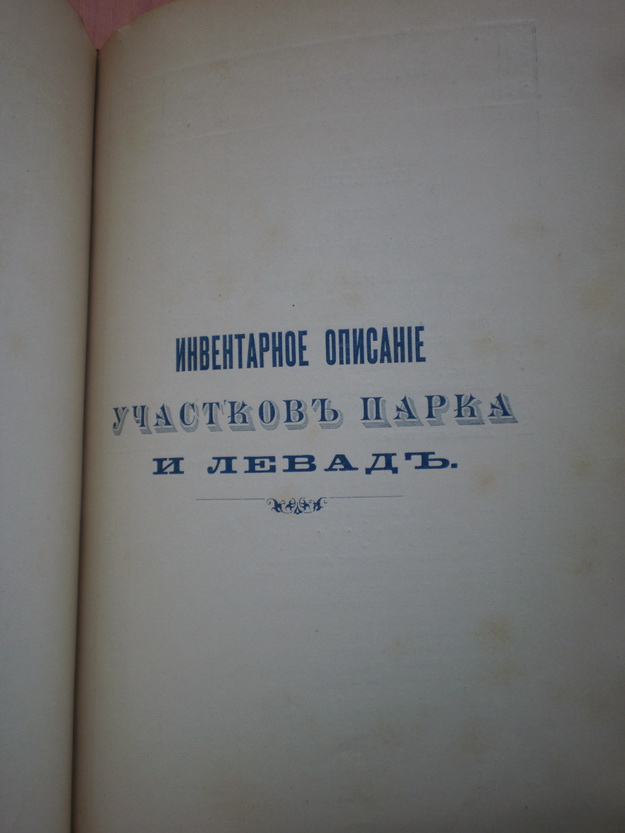 ИНВЕНТАРНОЕ ОПИСАНІЕ
УЧАСТКОВЪ ПАРКА
И ЛЕВАДЪ.